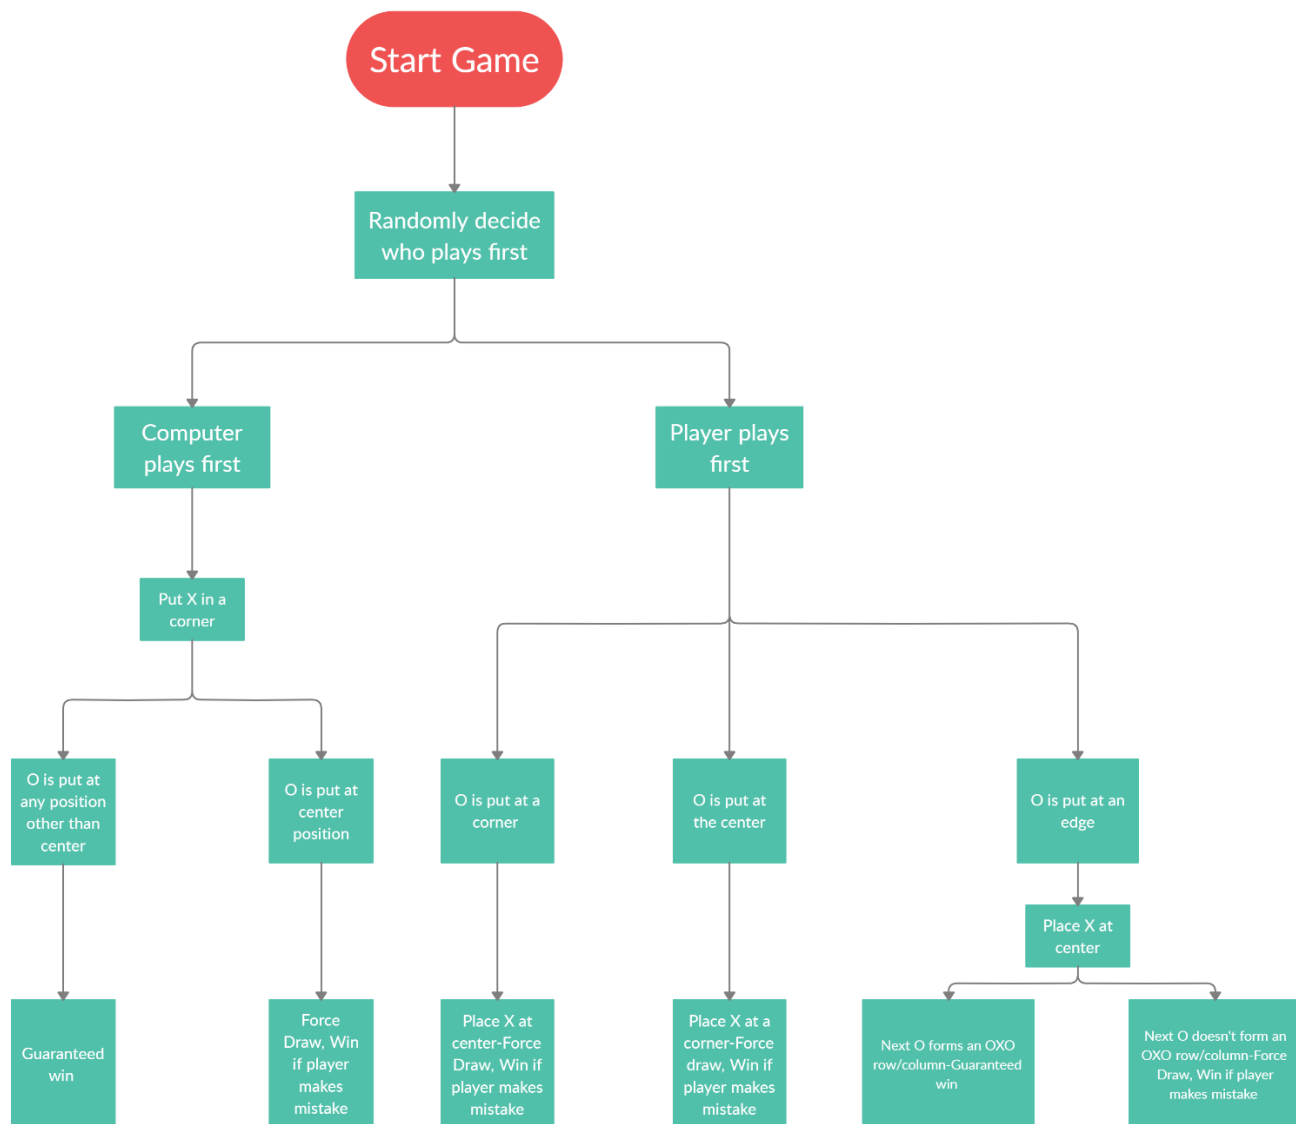 Start Game
Randomly decide
who plays first
Computer
plays first
Player plays
first
Put X in a
corner
O is put at
any position
other than
center
O is put at
center
position
O is put at a
corner
O is put at
the center
O is put at an
edge
Place X at
center
Guaranteed
win
Force
Draw, Win
if player
makes
mistake
Place X at
center-Force
Draw, Win if
player makes
mistake
Place X at a
corner-Force
draw, Win if
player makes
mistake
Next O forms an OXO
row/column-Guaranteed
win
Next O doesn't form an
OXO row/column-Force
Draw, Win if player
makes mistake